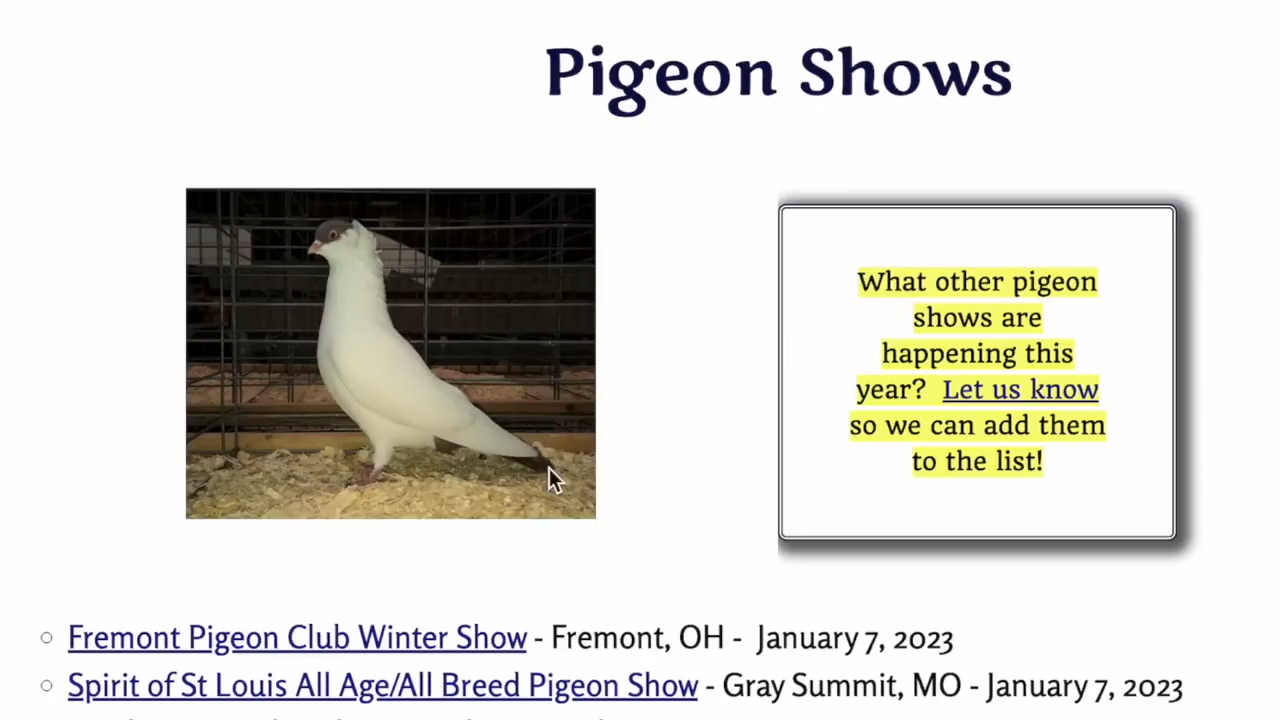 Pigeon Shows
What other pigeon
shows are
happening this
year? Let us know
so we can add them
to the list!
Fremont Pigeon Club Winter Show - Fremont, OH - January 7, 2023
Spirit of St Louis All Age/All Breed Pigeon Show - Gray Summit, MO - January 7, 2023